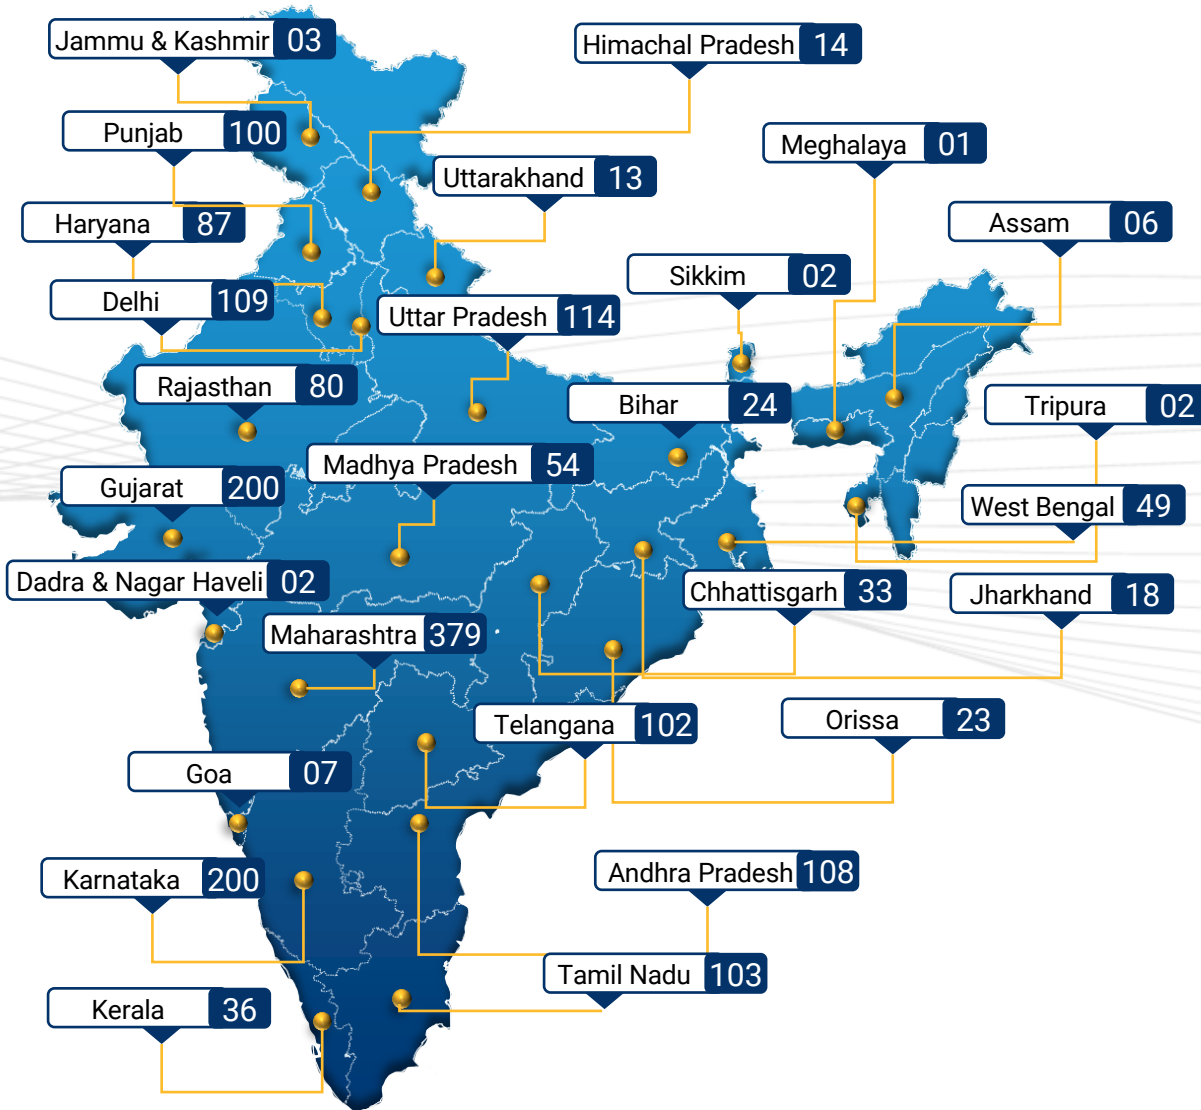 Jammu & Kashmir 03
Himachal Pradesh 14
Punjab 100
Meghalaya 01
Uttarakhand 13
Haryana 87
Assam 06
Sikkim 02
Delhi 109
Uttar Pradesh 114
Rajasthan 80
Bihar 24
Tripura 02
Madhya Pradesh 54
Gujarat 200
West Bengal 49
Dadra & Nagar Haveli 02
Chhattisgarh 33
Jharkhand 18
Maharashtra 379
Telangana 102
Orissa 23
Goa 07
Karnataka 200
Andhra Pradesh 108
Tamil Nadu 103
Kerala 36